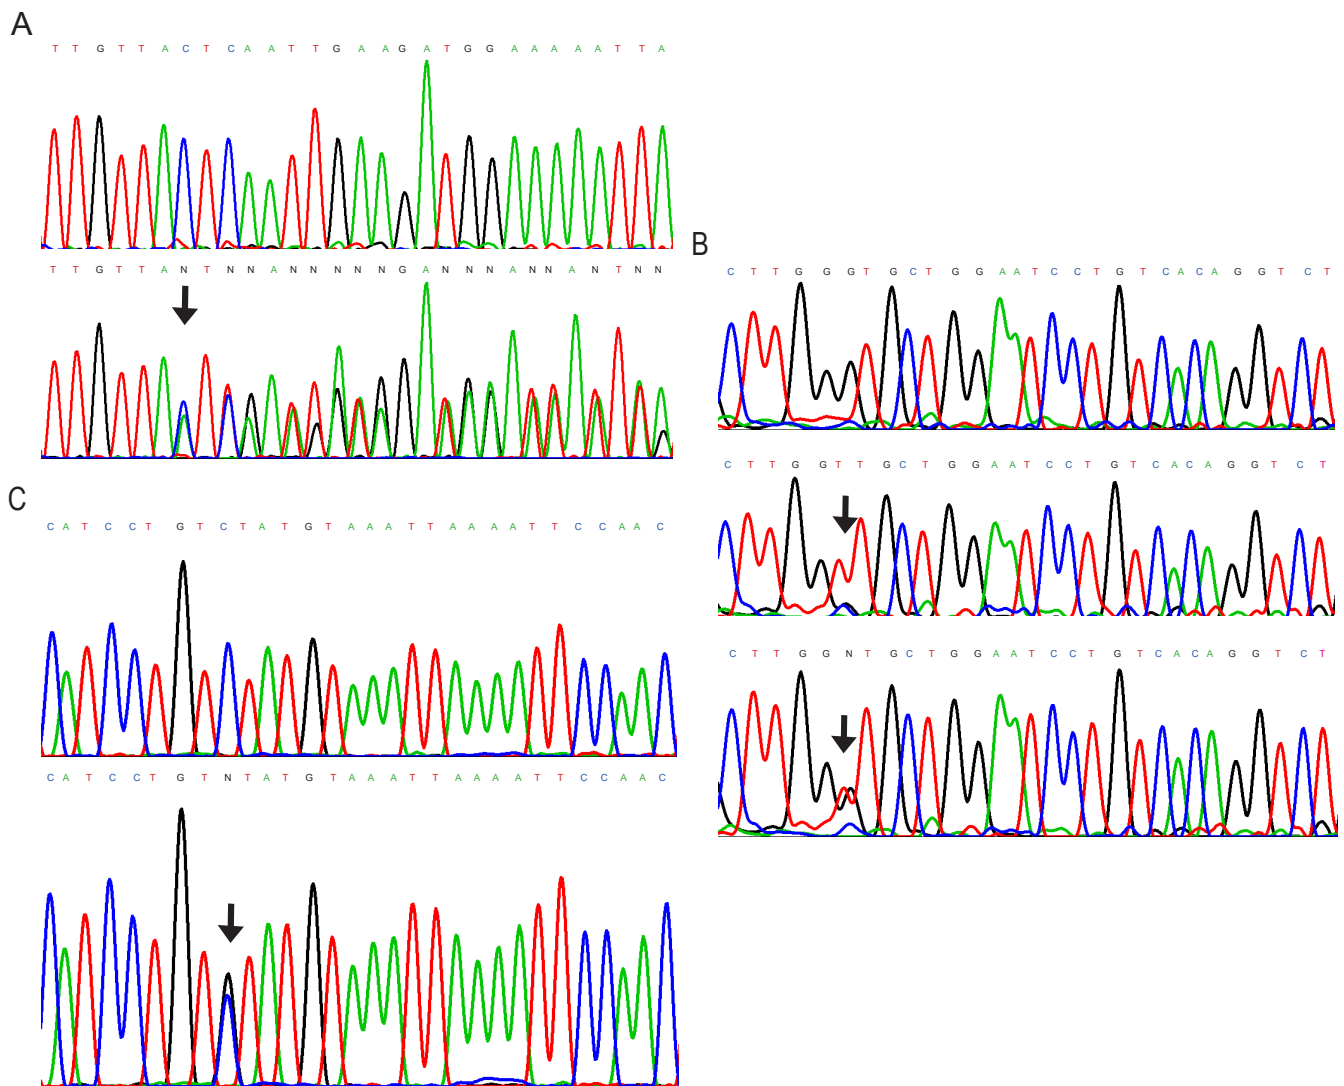 A
T T G T T A C T C A A T T G A A G A T G G A A A A A T T A
T T G T T A N T N N A N N N N N G A N N N A N N A N T N N
B
C T T G G G T G C T G G A A T C C T G T C A C A G G T C T
C T T G G T T G C T G G A A T C C T G T C A C A G G T C T
C T T G G N T G C T G G A A T C C T G T C A C A G G T C T
C
C A T C C T G T C T A T G T A A A T T A A A A T T C C A A C
C A T C C T G T N T A T G T A A A T T A A A A T T C C A A C